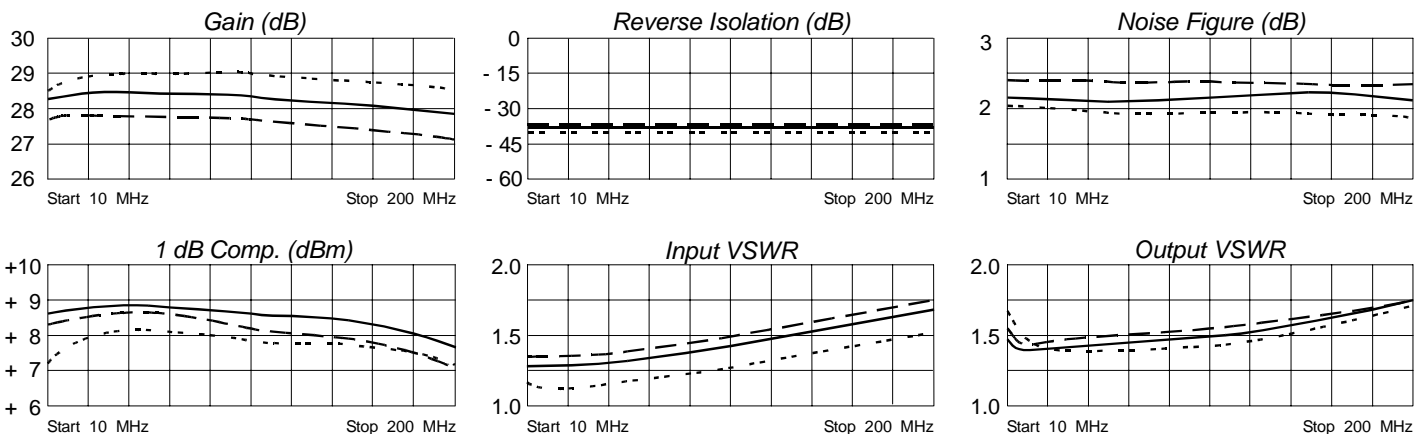 Gain (dB)
30
29
28
27
26
Start 10 MHz Stop 200 MHz
Reverse Isolation (dB)
0
- 15
- 30
- 45
- 60
Start 10 MHz Stop 200 MHz
Noise Figure (dB)
3
2
1
Start 10 MHz Stop 200 MHz
1 dB Comp. (dBm)
+10
+ 9
+ 8
+ 7
+ 6
Start 10 MHz Stop 200 MHz
Input VSWR
2.0
1.5
1.0
Start 10 MHz Stop 200 MHz
Output VSWR
2.0
1.5
1.0
Start 10 MHz Stop 200 MHz